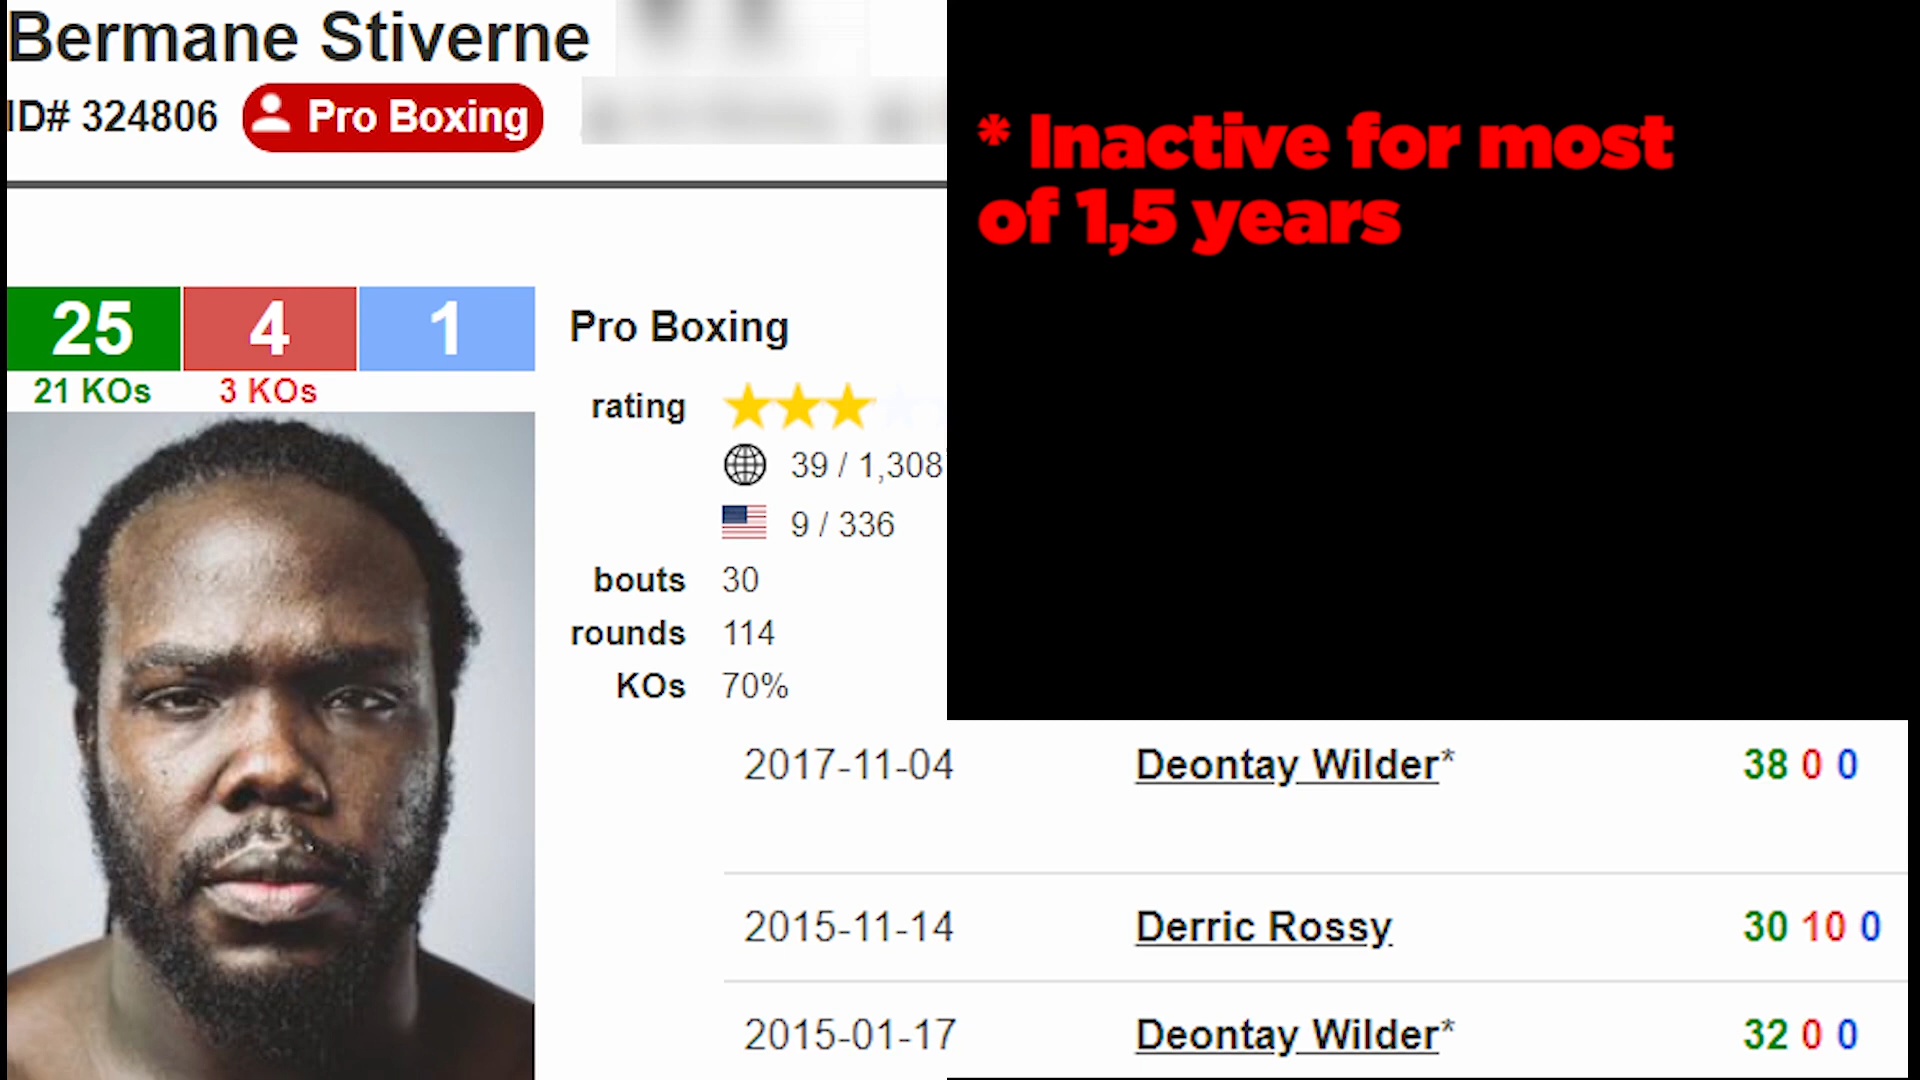 Bermane Stiverne
ID# 324806 Pro Boxing
* Inactive for most
of 1,5 years
25 4 1
21 KOs 3 KOs
Pro Boxing
rating
39 / 1,308
9 / 336
bouts 30
rounds 114
KOs 70%
2017-11-04 Deontay Wilder* 38 0 0
2015-11-14 Derric Rossy 30 10 0
2015-01-17 Deontay Wilder* 32 0 0